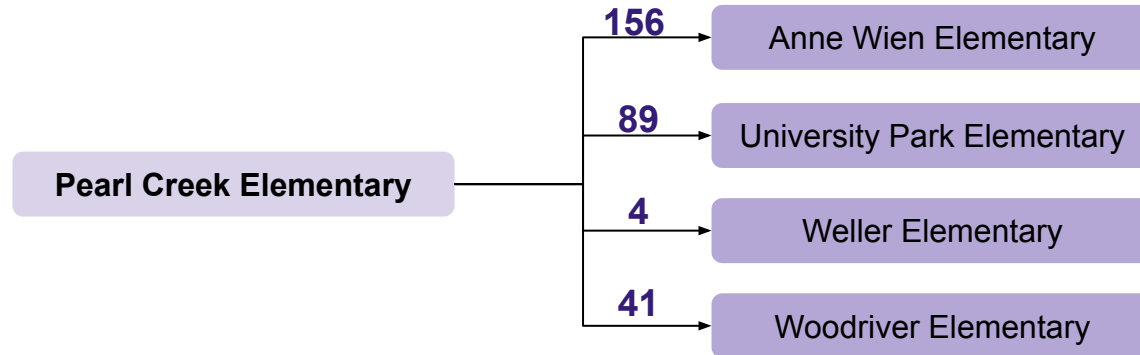 156
Anne Wien Elementary
89
University Park Elementary
Pearl Creek Elementary
4
Weller Elementary
41
Woodriver Elementary